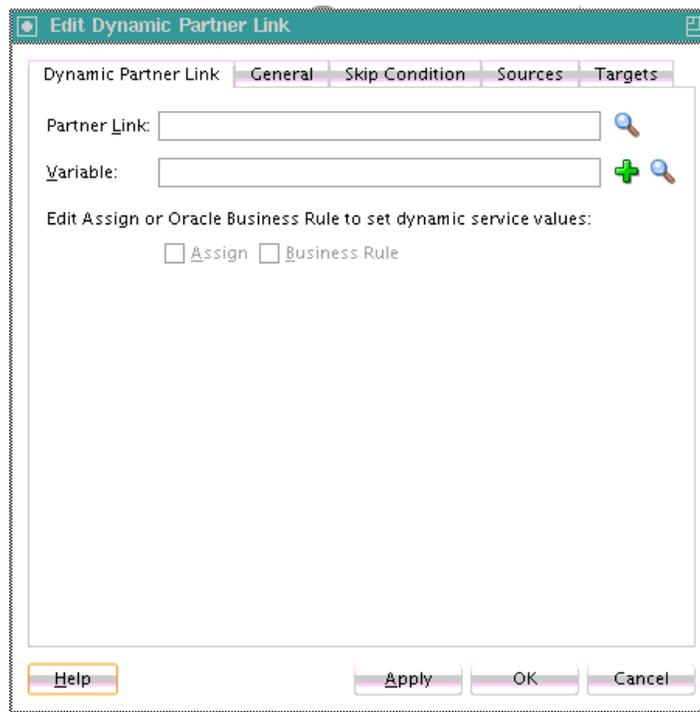 Edit Dynamic Partner Link
Dynamic Partner Link General Skip Condition Sources Targets
Partner Link:
Variable:
Edit Assign or Oracle Business Rule to set dynamic service values:
Assign Business Rule
Help Apply OK Cancel